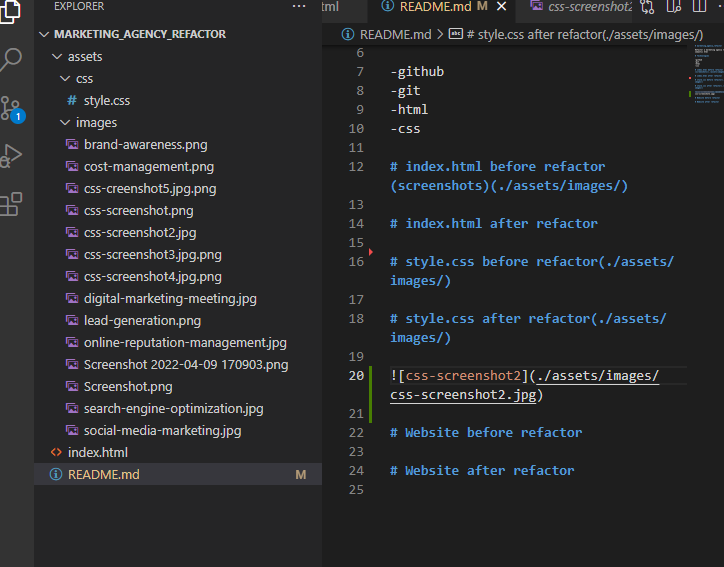 EXPLORER
MARKETING_AGENCY_REFACTOR
assets
css
# style.css
images
brand-awareness.png
cost-management.png
css-creenshot5.jpg.png
css-screenshot.png
css-screenshot2.jpg
css-screenshot3.jpg.png
css-screenshot4.jpg.png
digital-marketing-meeting.jpg
lead-generation.png
online-reputation-management.jpg
Screenshot 2022-04-09 170903.png
Screenshot.png
search-engine-optimization.jpg
social-media-marketing.jpg
<> index.html
README.md M
1
tml
README.md M
css-screenshot2
README.md > # style.css after refactor(./assets/images/)
6
7 -github
8 -git
9 -html
10 -css
11
12 # index.html before refactor
(screenshots)(./assets/images/)
13
14 # index.html after refactor
15
16 # style.css before refactor(./assets/
images/)
17
18 # style.css after refactor(./assets/
images/)
19
20 ![css-screenshot2](./assets/images/
css-screenshot2.jpg)
21
22 # Website before refactor
23
24 # Website after refactor
25